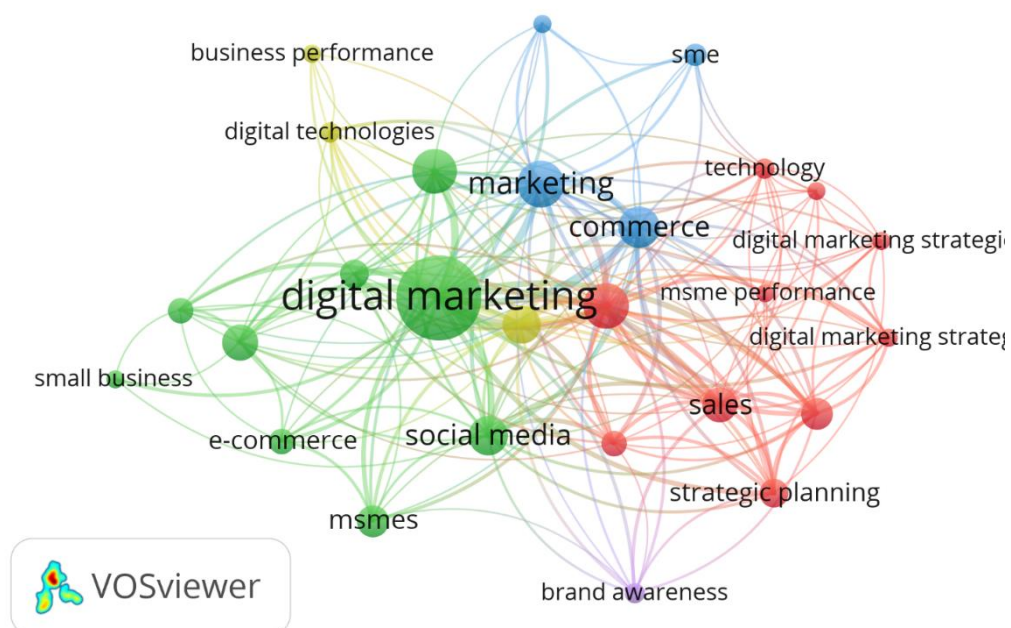 business performance
sme
digital technologies
technology
marketing
commerce
digital marketing strategi
digital marketing
msme performance
digital marketing strateg
small business
sales
e-commerce
social media
strategic planning
msmes
VOSviewer
brand awareness